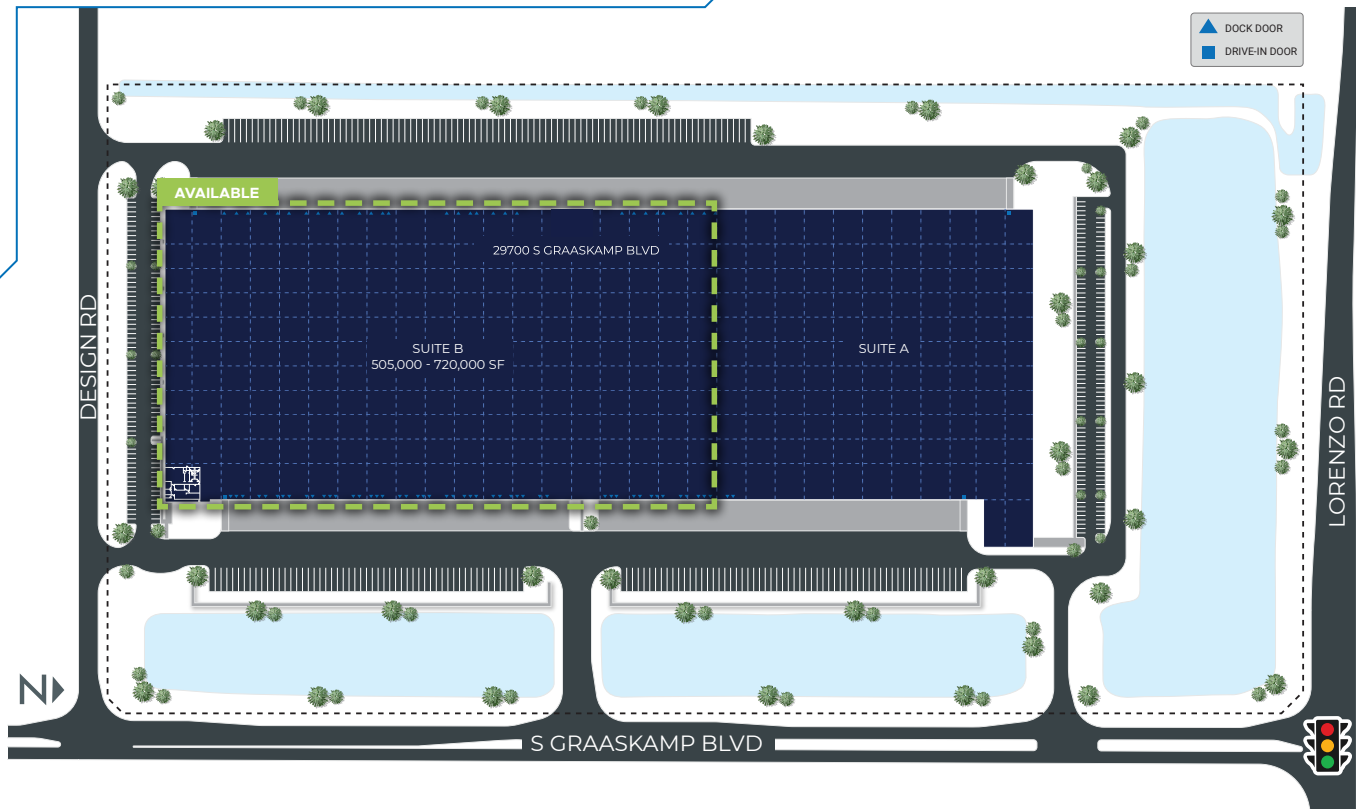 DOCK DOOR
DRIVE-IN DOOR
AVAILABLE
29700 S GRAASKAMP BLVD
SUITE B
505,000 - 720,000 SF
SUITE A
DESIGN RD
LORENZO RD
N
S GRAASKAMP BLVD